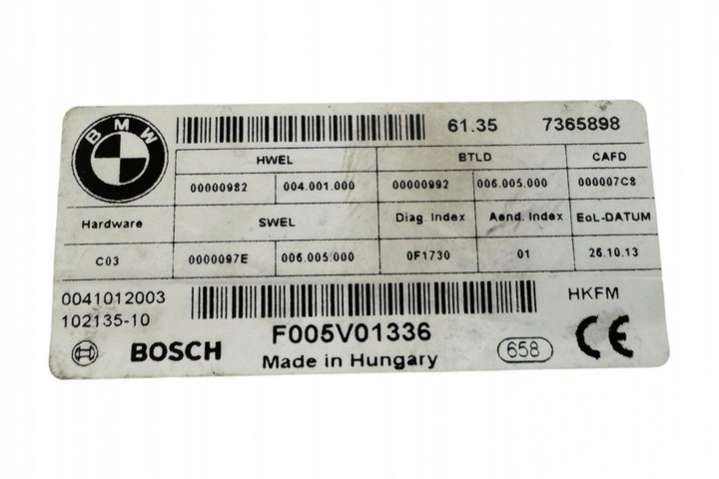 BMW 61.35 7365898
HWEL BTLD CAFD
00000982 004.001.000 00000992 006.005.000 000007C8
Hardware SWEL Diag. Index Aend. Index EoL-DATUM
C03 0000097E 006.005.000 0F1730 01 26.10.13
0041012003 HKFM
102135-10 F005V01336
BOSCH Made in Hungary 658 CE